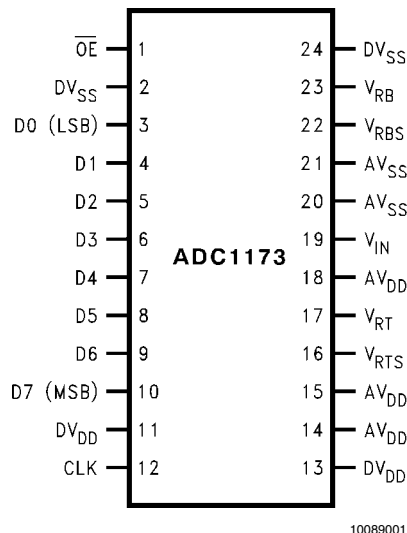 O̅E̅ 1 24 DVSS
DVSS 2 23 VRB
D0 (LSB) 3 22 VRBS
D1 4 21 AVSS
D2 5 20 AVSS
D3 6 19 VIN
ADC1173
D4 7 18 AVDD
D5 8 17 VRT
D6 9 16 VRTS
D7 (MSB) 10 15 AVDD
DVDD 11 14 AVDD
CLK 12 13 DVDD
10089001